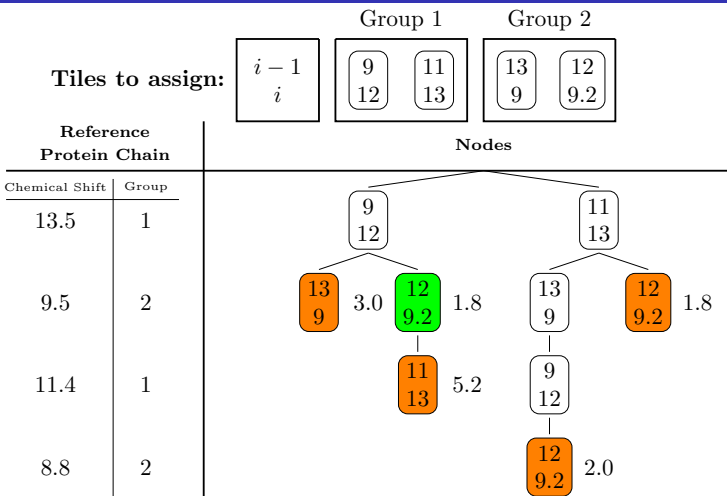 Group 1 Group 2
Tiles to assign: i − 1 9 11 13 12
i 12 13 9 9.2
Reference
Protein Chain
Nodes
Chemical Shift Group
9 11
13.5 1 12 13
13 12 13 12
9.5 2 3.0 1.8 1.8
9 9.2 9 9.2
11 9
11.4 1 5.2
13 12
12
8.8 2 2.0
9.2